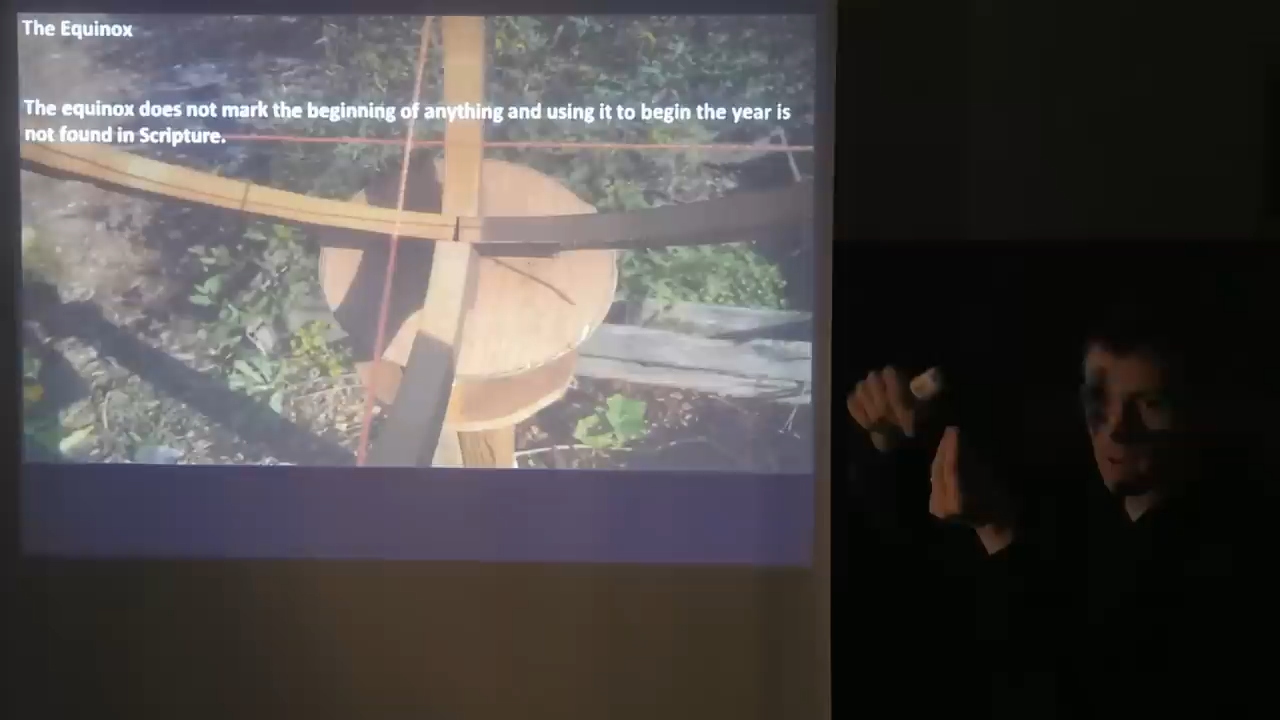 The Equinox
The equinox does not mark the beginning of anything and using it to begin the year is
not found in Scripture.